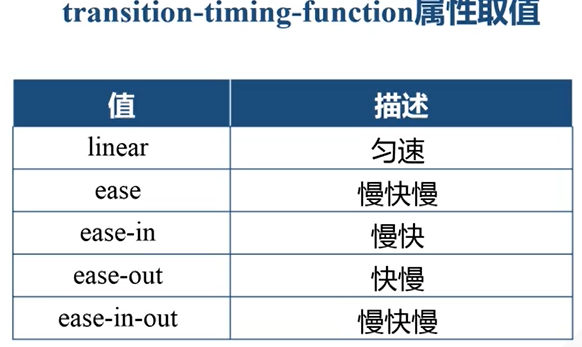 transition-timing-function属性取值
值 描述
linear 匀速
ease 慢快慢
ease-in 慢快
ease-out 快慢
ease-in-out 慢快慢